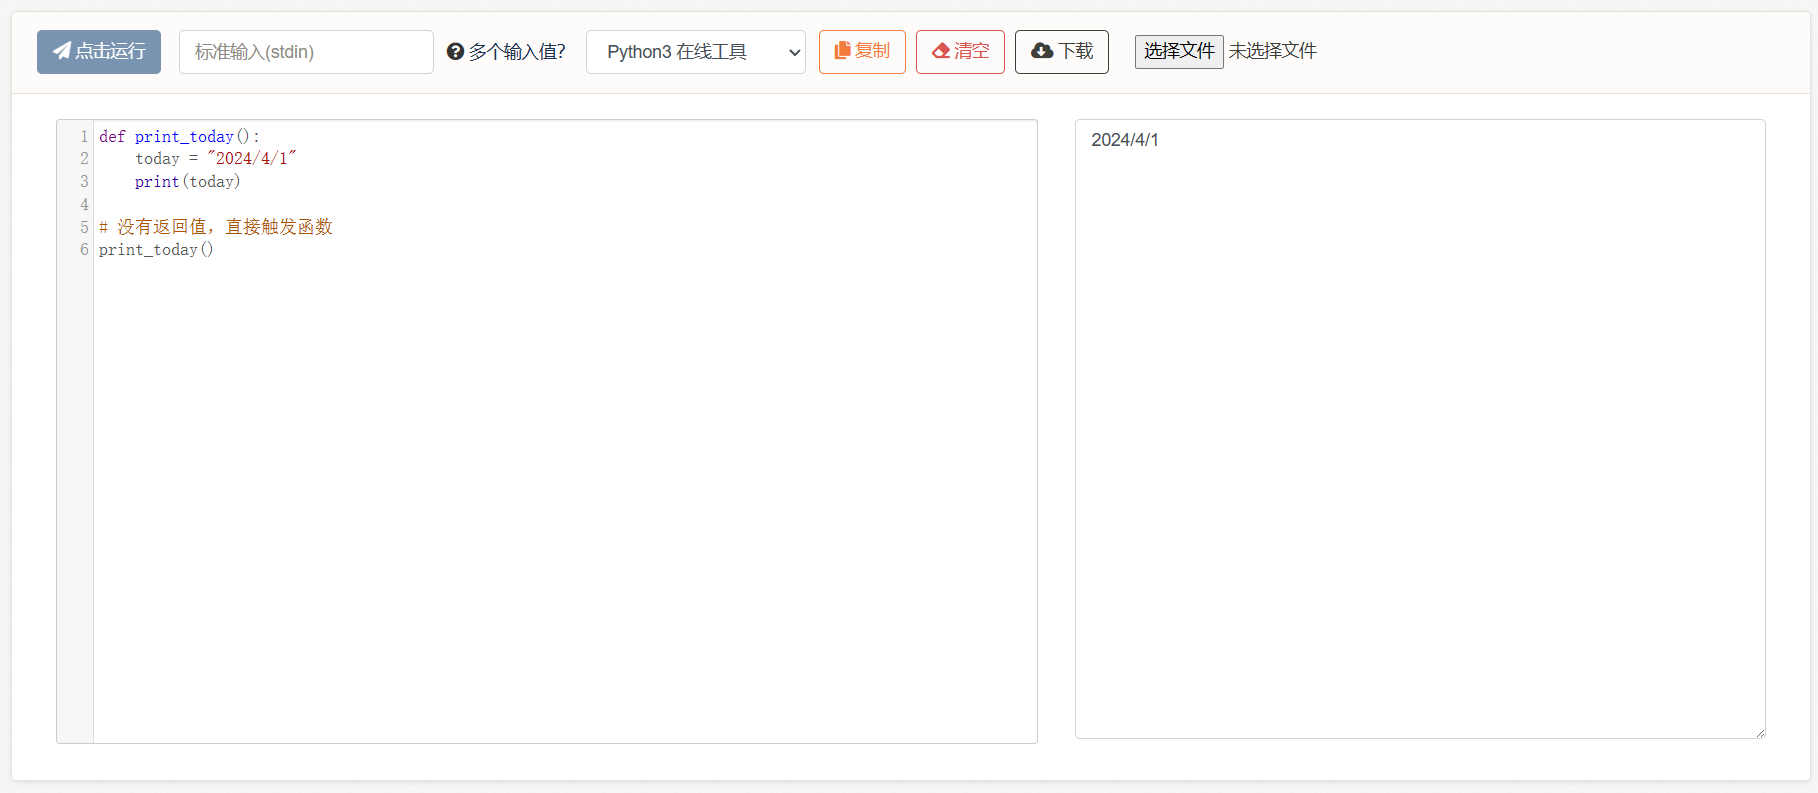 点击运行 标准输入(stdin) 多个输入值? Python3 在线工具 复制 清空 下载 选择文件 未选择文件
1 def print_today():
2     today = "2024/4/1"
3     print(today)
4
5 # 没有返回值，直接触发函数
6 print_today()
2024/4/1